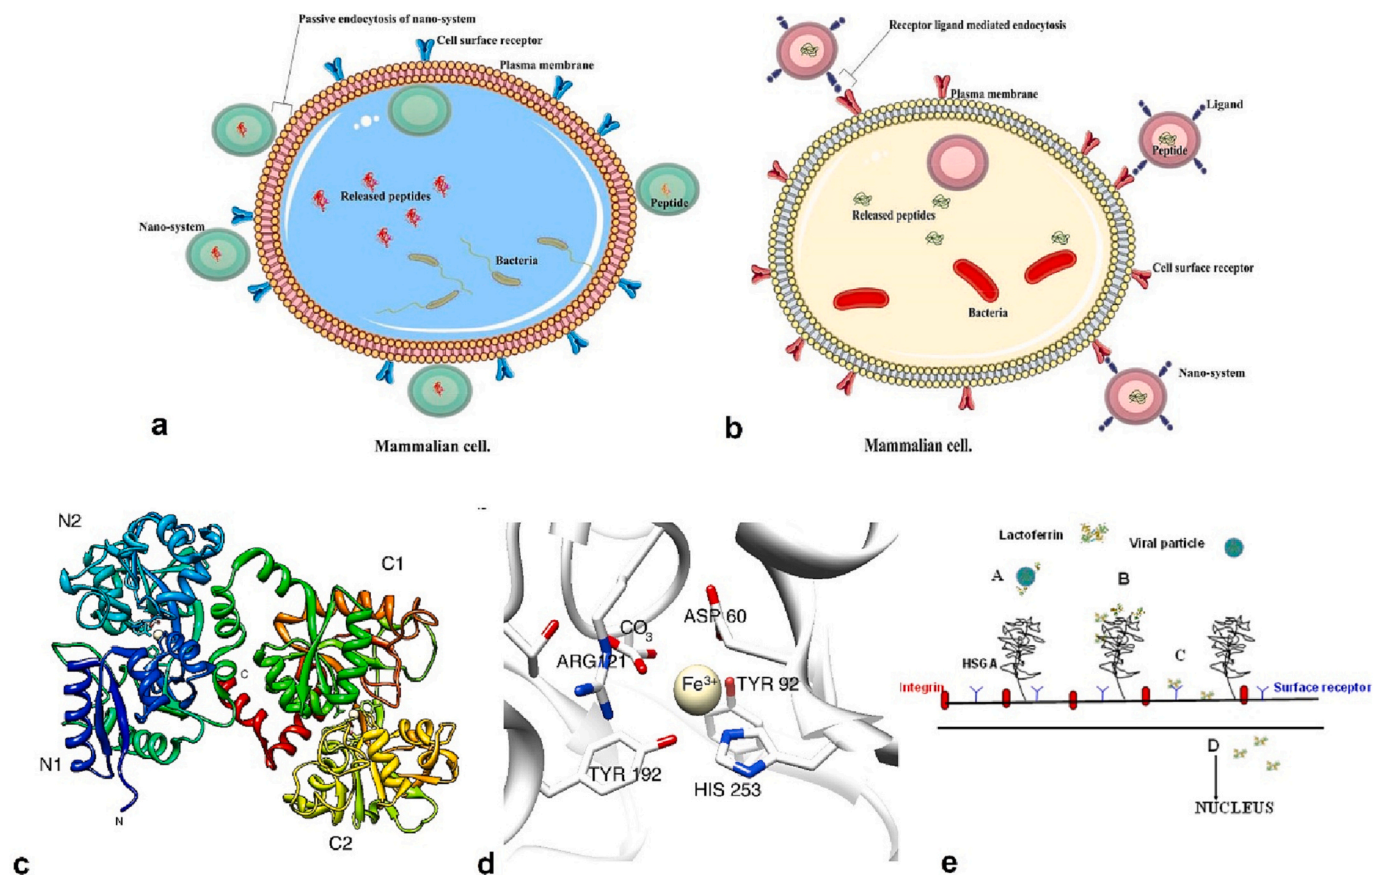 Passive endocytosis of nano-system
Cell surface receptor
Plasma membrane
Nano-system
Released peptides
Peptide
Bacteria
a
Mammalian cell.
Receptor ligand mediated endocytosis
Plasma membrane
Ligand
Peptide
Released peptides
Cell surface receptor
Bacteria
Nano-system
b
Mammalian cell.
N2
C1
C
N1
N
C2
c
ASP 60
CO3
ARG121
Fe3+
TYR 92
TYR 192
HIS 253
d
Lactoferrin
Viral particle
A
B
HSGA
C
Integrin
Surface receptor
D
NUCLEUS
e